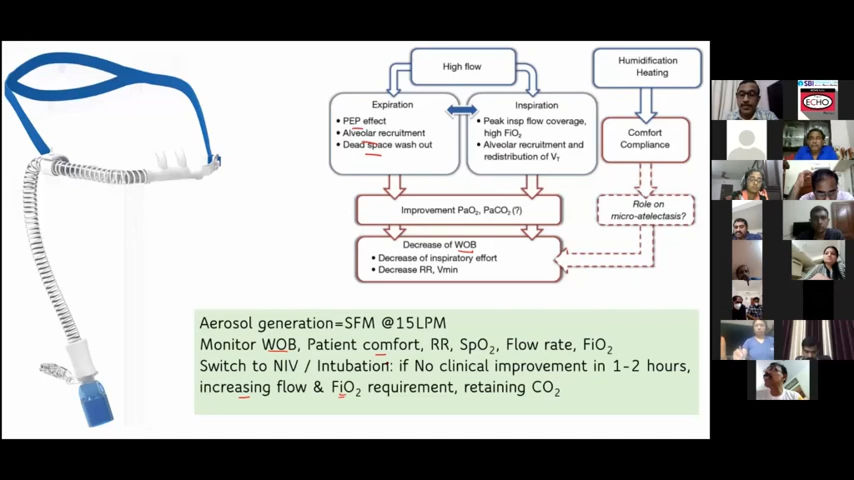 High flow
Humidification
Heating
Expiration
• PEP effect
• Alveolar recruitment
• Dead space wash out
Inspiration
• Peak insp flow coverage,
high FiO₂
• Alveolar recruitment and
redistribution of V_T
Comfort
Compliance
Improvement PaO₂, PaCO₂(?)
Role on
micro-atelectasis?
Decrease of WOB
• Decrease of inspiratory effort
• Decrease RR, Vmin
Aerosol generation=SFM @15LPM
Monitor WOB, Patient comfort, RR, SpO₂, Flow rate, FiO₂
Switch to NIV / Intubation: if No clinical improvement in 1-2 hours,
increasing flow & FiO₂ requirement, retaining CO₂
SBI
ECHO